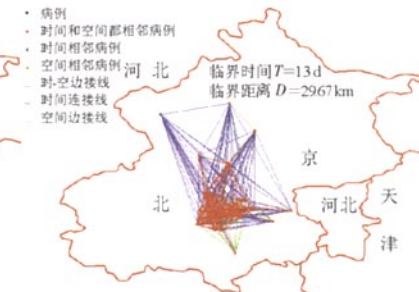 病例
时间和空间都相邻病例
时间相邻病例
空间相邻病例
时-空边接线
时间连接线
空间边接线
河 北
临界时间T=13 d
临界距离 D=2967 km
京
北
河北
天
津